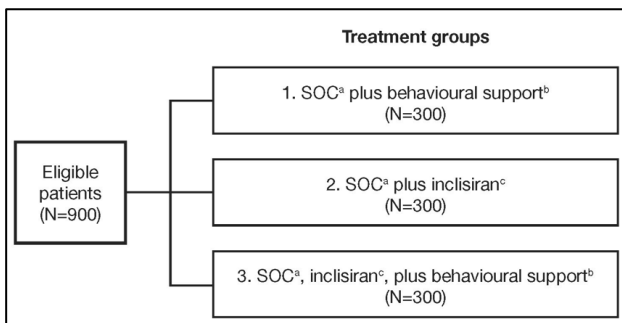 Treatment groups
1. SOCᵃ plus behavioural supportᵇ
(N=300)
Eligible
patients
(N=900)
2. SOCᵃ plus inclisiranᶜ
(N=300)
3. SOCᵃ, inclisiranᶜ, plus behavioural supportᵇ
(N=300)